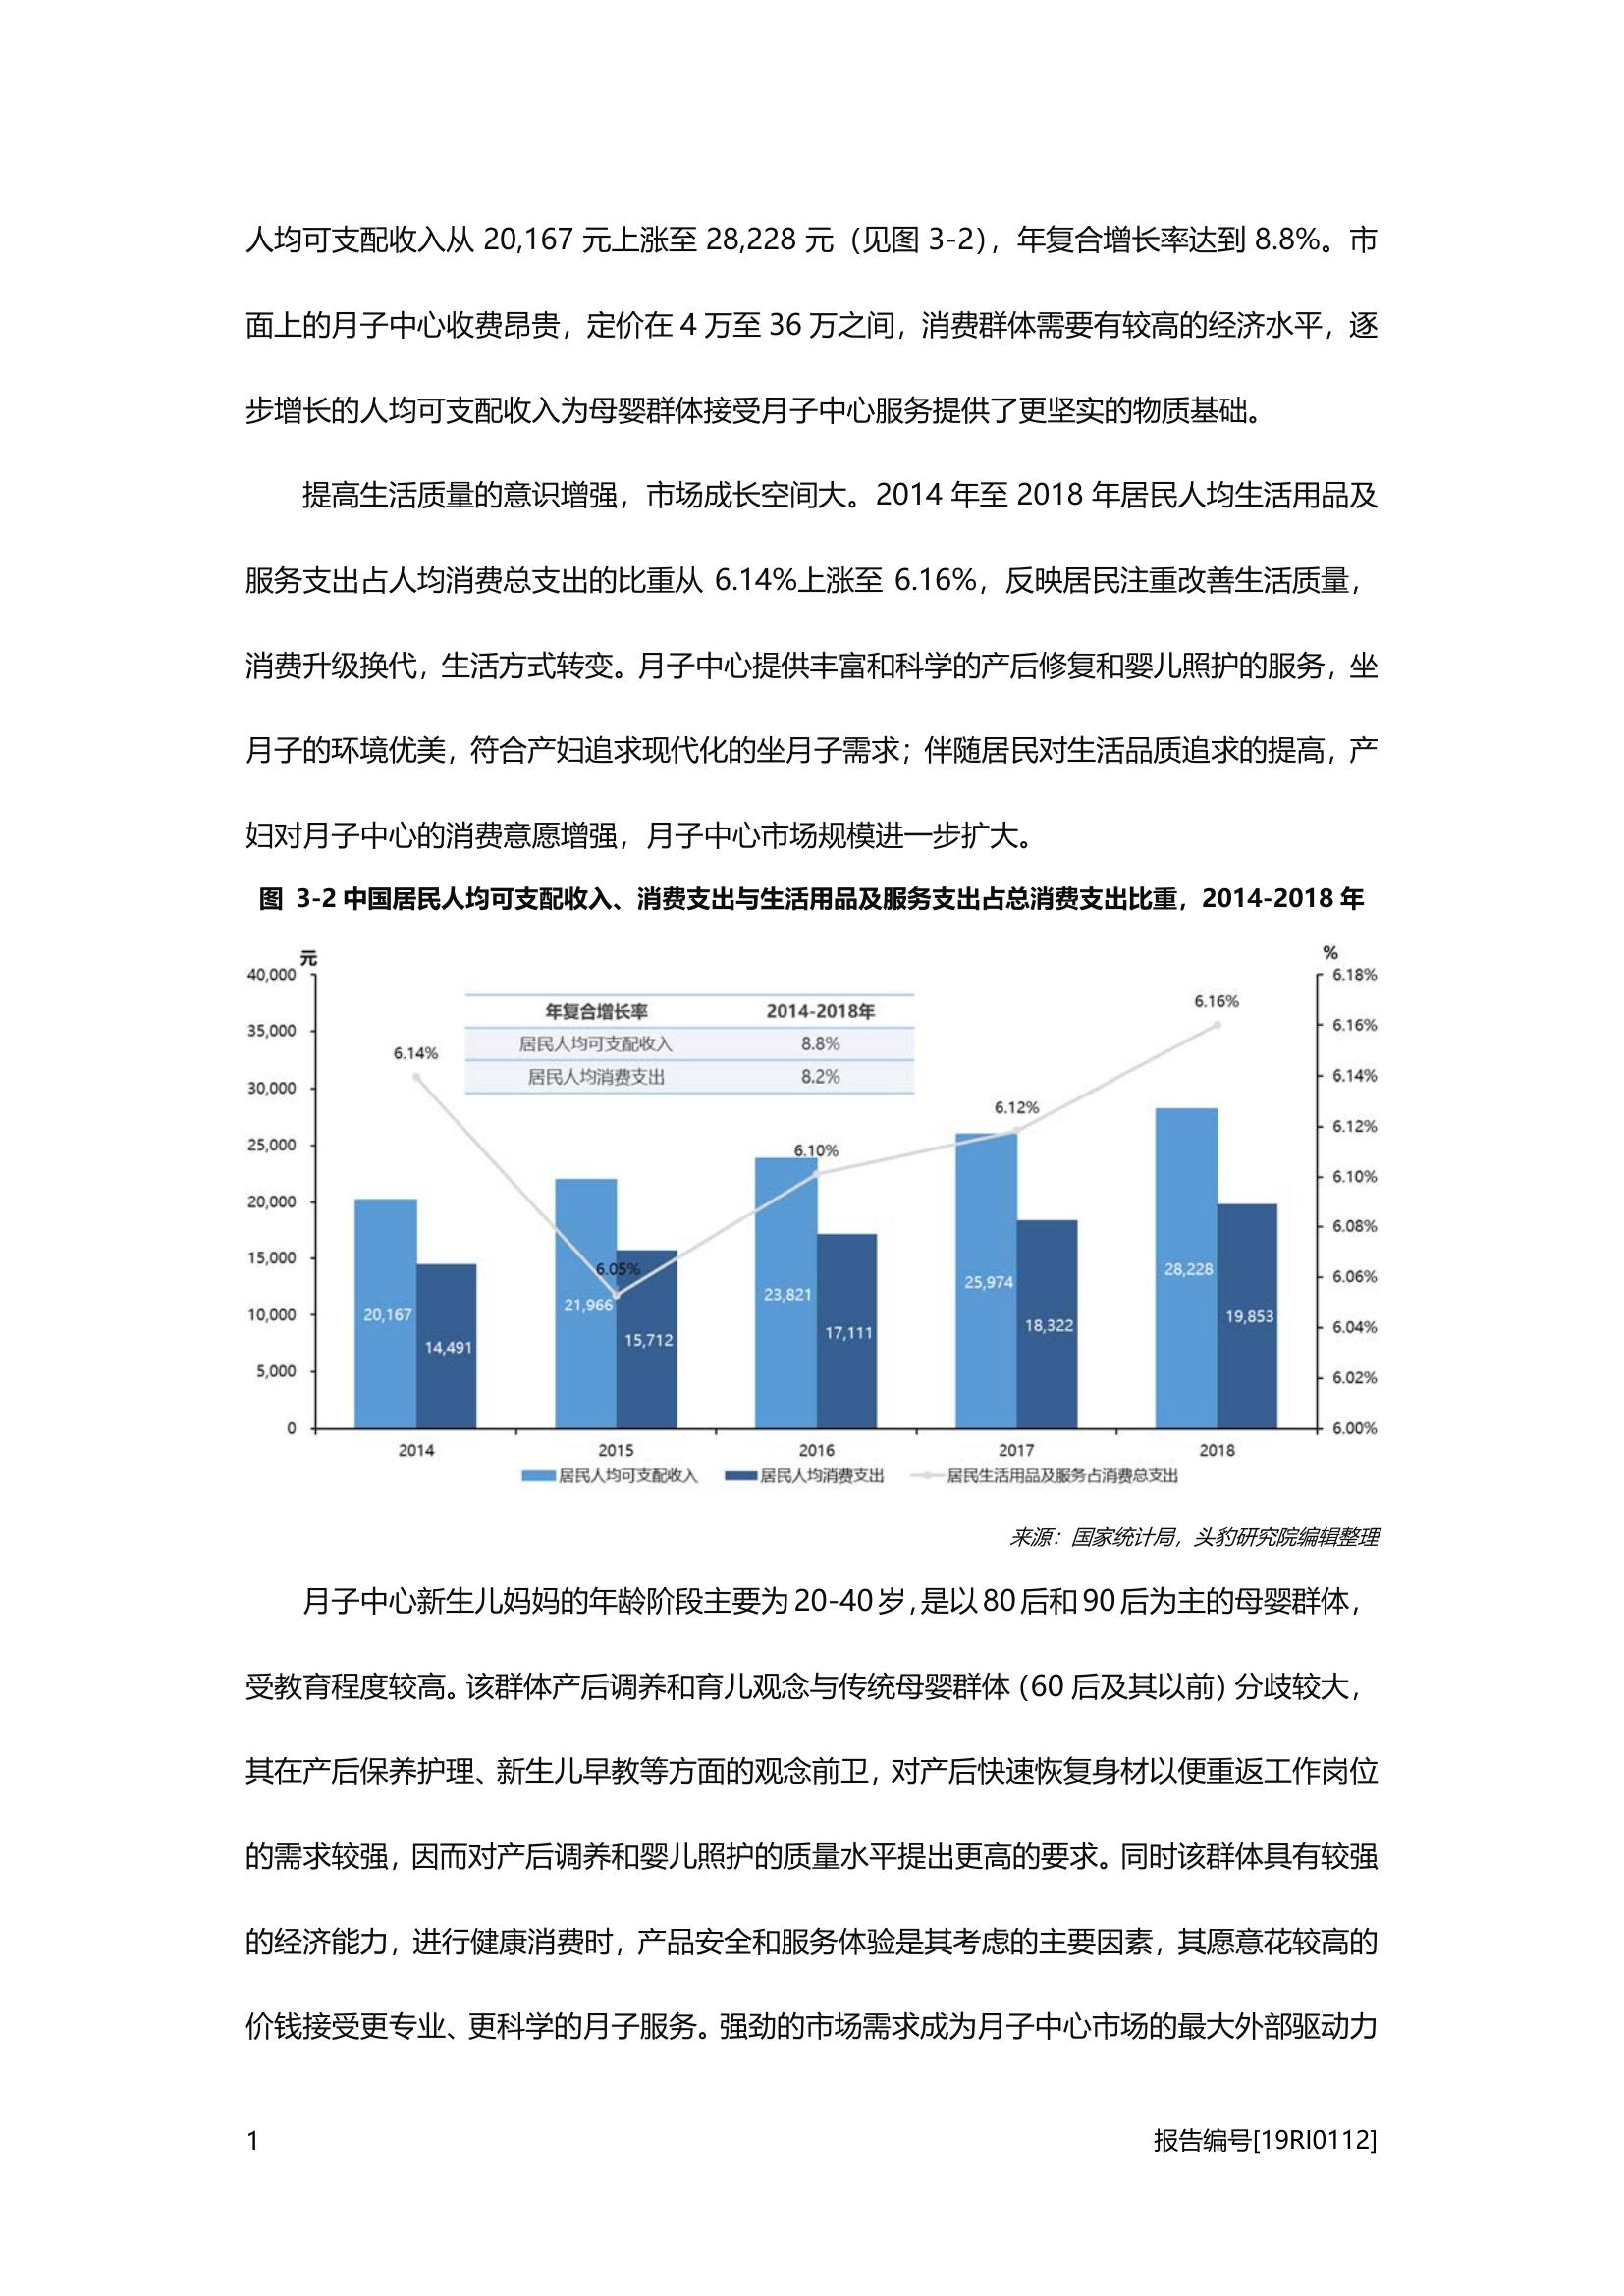 人均可支配收入从 20,167 元上涨至 28,228 元（见图 3-2），年复合增长率达到 8.8%。市
面上的月子中心收费昂贵，定价在 4 万至 36 万之间，消费群体需要有较高的经济水平，逐
步增长的人均可支配收入为母婴群体接受月子中心服务提供了更坚实的物质基础。
提高生活质量的意识增强，市场成长空间大。2014 年至 2018 年居民人均生活用品及
服务支出占人均消费总支出的比重从 6.14%上涨至 6.16%，反映居民注重改善生活质量，
消费升级换代，生活方式转变。月子中心提供丰富和科学的产后修复和婴儿照护的服务，坐
月子的环境优美，符合产妇追求现代化的坐月子需求；伴随居民对生活品质追求的提高，产
妇对月子中心的消费意愿增强，月子中心市场规模进一步扩大。
图 3-2 中国居民人均可支配收入、消费支出与生活用品及服务支出占总消费支出比重，2014-2018 年
元 %
40,000 6.18%
35,000 6.16%
30,000 6.14%
25,000 6.12%
20,000 6.10%
15,000 6.08%
10,000 6.06%
5,000 6.04%
0 6.02%
6.00%
年复合增长率 2014-2018年
居民人均可支配收入 8.8%
居民人均消费支出 8.2%
6.14% 6.05% 6.10% 6.12% 6.16%
20,167 21,966 23,821 25,974 28,228
14,491 15,712 17,111 18,322 19,853
2014 2015 2016 2017 2018
居民人均可支配收入 居民人均消费支出 居民生活用品及服务占消费总支出
来源：国家统计局，头豹研究院编辑整理
月子中心新生儿妈妈的年龄阶段主要为 20-40 岁，是以 80 后和 90 后为主的母婴群体，
受教育程度较高。该群体产后调养和育儿观念与传统母婴群体（60 后及其以前）分歧较大，
其在产后保养护理、新生儿早教等方面的观念前卫，对产后快速恢复身材以便重返工作岗位
的需求较强，因而对产后调养和婴儿照护的质量水平提出更高的要求。同时该群体具有较强
的经济能力，进行健康消费时，产品安全和服务体验是其考虑的主要因素，其愿意花较高的
价钱接受更专业、更科学的月子服务。强劲的市场需求成为月子中心市场的最大外部驱动力
1 报告编号[19RI0112]